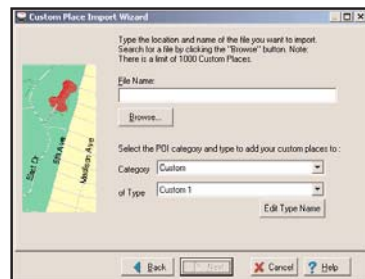 Custom Place Import Wizard
Type the location and name of the file you want to import.
Search for a file by clicking the "Browse" button. Note:
There is a limit of 1000 Custom Places.
File Name:
Browse...
Select the POI category and type to add your custom places to :
Category Custom
of Type Custom 1
Edit Type Name
East Dr
5th Ave
Madison Ave
Back Next Cancel ? Help